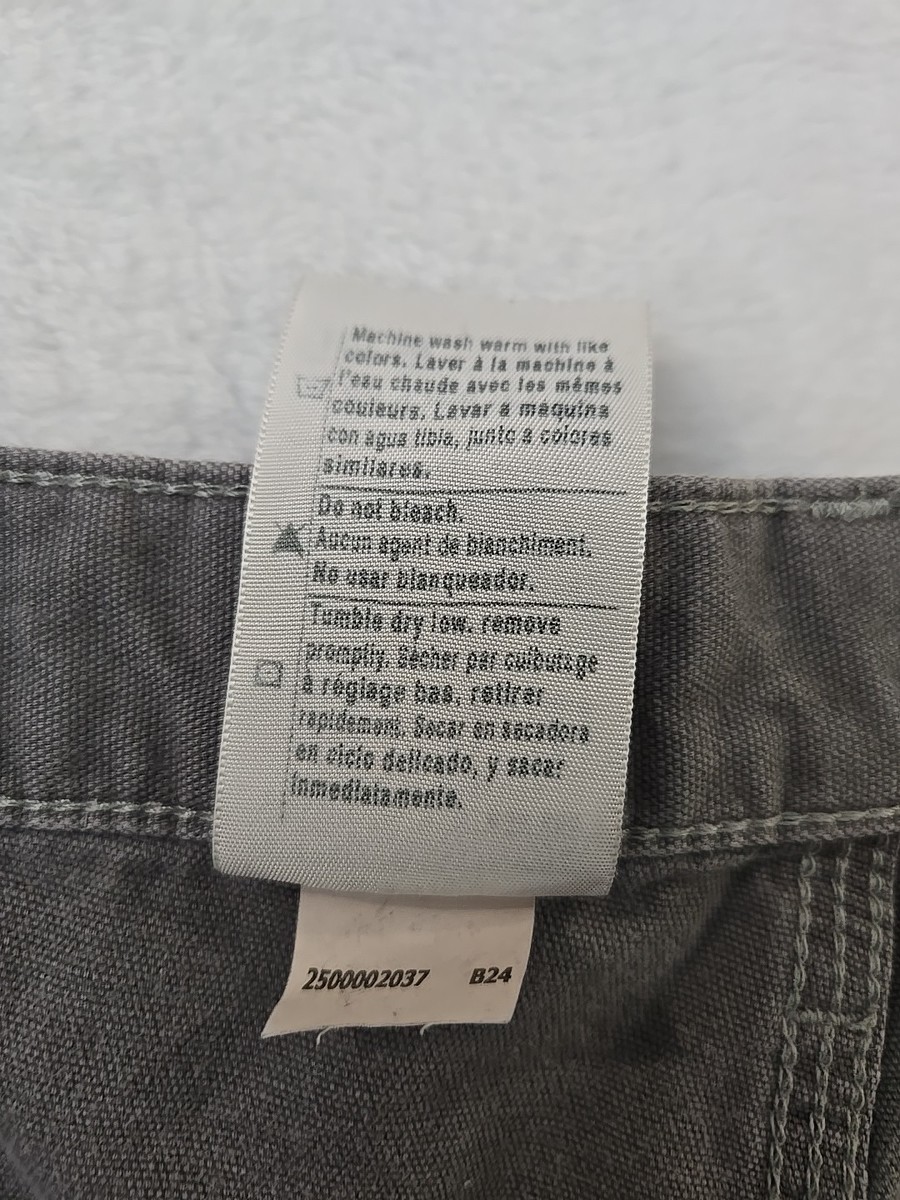 Machine wash warm with like
colors. Laver à la machine à
l'eau chaude avec les mêmes
couleurs. Lavar a maquina
con agua tibia, junto a colores
similares.
Do not bleach.
Aucun agent de blanchiment.
No usar blanqueador.
Tumble dry low, remove
promptly. Sécher par culbutage
à réglage bas, retirer
rapidement. Secar en secadora
en ciclo delicado, y sacar
inmediatamente.
2500002037 B24